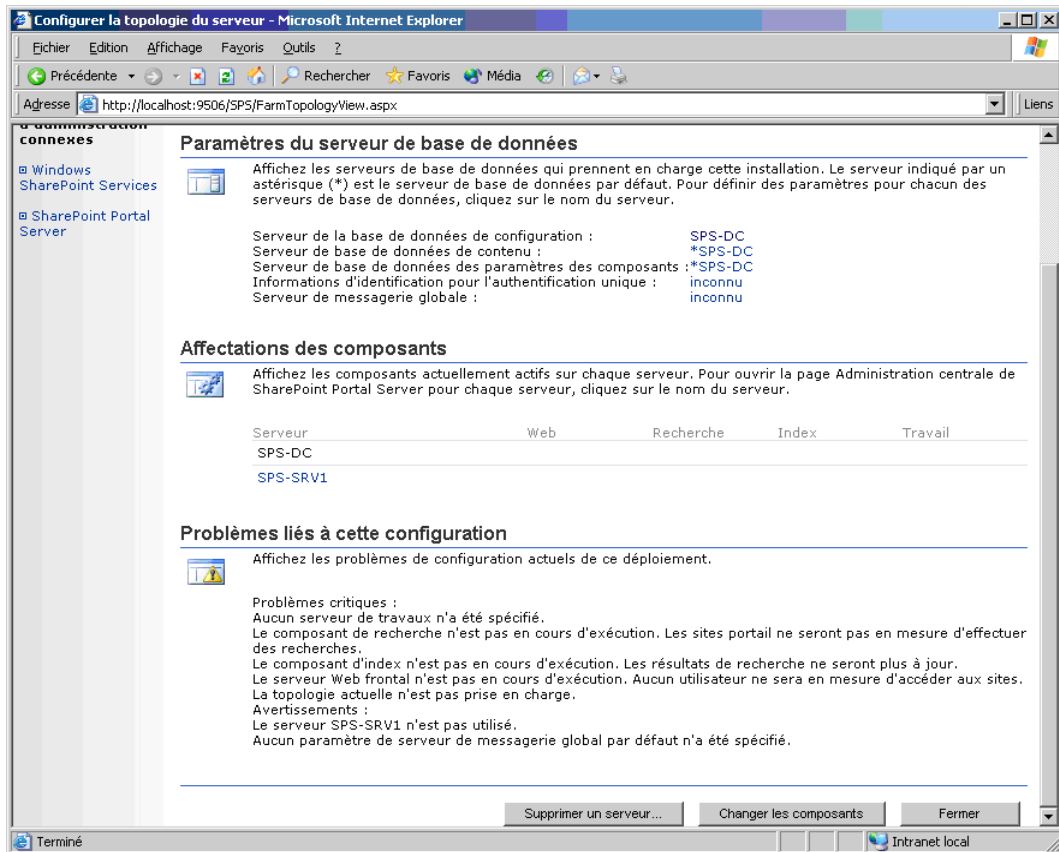 Configurer la topologie du serveur - Microsoft Internet Explorer
Fichier Edition Affichage Favoris Outils ?
Précédente Rechercher Favoris Média
Adresse http://localhost:9506/SPS/FarmTopologyView.aspx Liens
d'administration
connexes
Windows
SharePoint Services
SharePoint Portal
Server
Paramètres du serveur de base de données
Affichez les serveurs de base de données qui prennent en charge cette installation. Le serveur indiqué par un
astérisque (*) est le serveur de base de données par défaut. Pour définir des paramètres pour chacun des
serveurs de base de données, cliquez sur le nom du serveur.
Serveur de la base de données de configuration : SPS-DC
Serveur de base de données de contenu : *SPS-DC
Serveur de base de données des paramètres des composants :*SPS-DC
Informations d'identification pour l'authentification unique : inconnu
Serveur de messagerie globale : inconnu
Affectations des composants
Affichez les composants actuellement actifs sur chaque serveur. Pour ouvrir la page Administration centrale de
SharePoint Portal Server pour chaque serveur, cliquez sur le nom du serveur.
Serveur Web Recherche Index Travail
SPS-DC
SPS-SRV1
Problèmes liés à cette configuration
Affichez les problèmes de configuration actuels de ce déploiement.
Problèmes critiques :
Aucun serveur de travaux n'a été spécifié.
Le composant de recherche n'est pas en cours d'exécution. Les sites portail ne seront pas en mesure d'effectuer
des recherches.
Le composant d'index n'est pas en cours d'exécution. Les résultats de recherche ne seront plus à jour.
Le serveur Web frontal n'est pas en cours d'exécution. Aucun utilisateur ne sera en mesure d'accéder aux sites.
La topologie actuelle n'est pas prise en charge.
Avertissements :
Le serveur SPS-SRV1 n'est pas utilisé.
Aucun paramètre de serveur de messagerie global par défaut n'a été spécifié.
Supprimer un serveur... Changer les composants Fermer
Terminé Intranet local